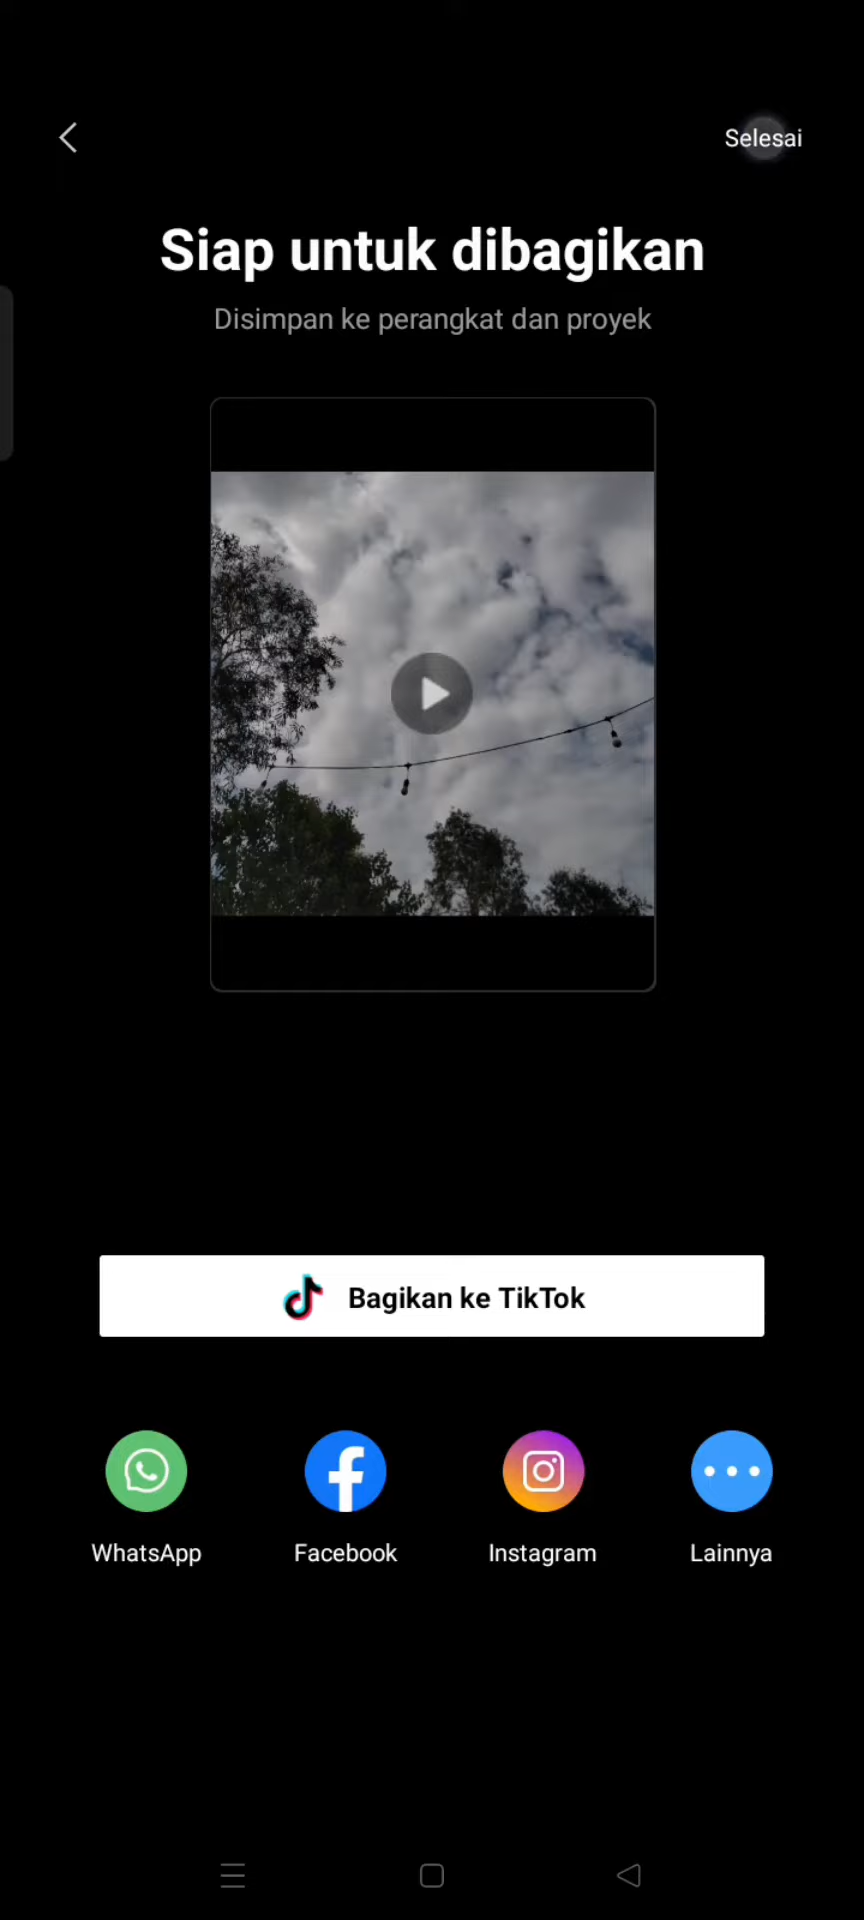 Selesai
Siap untuk dibagikan
Disimpan ke perangkat dan proyek
Bagikan ke TikTok
WhatsApp
Facebook
Instagram
Lainnya